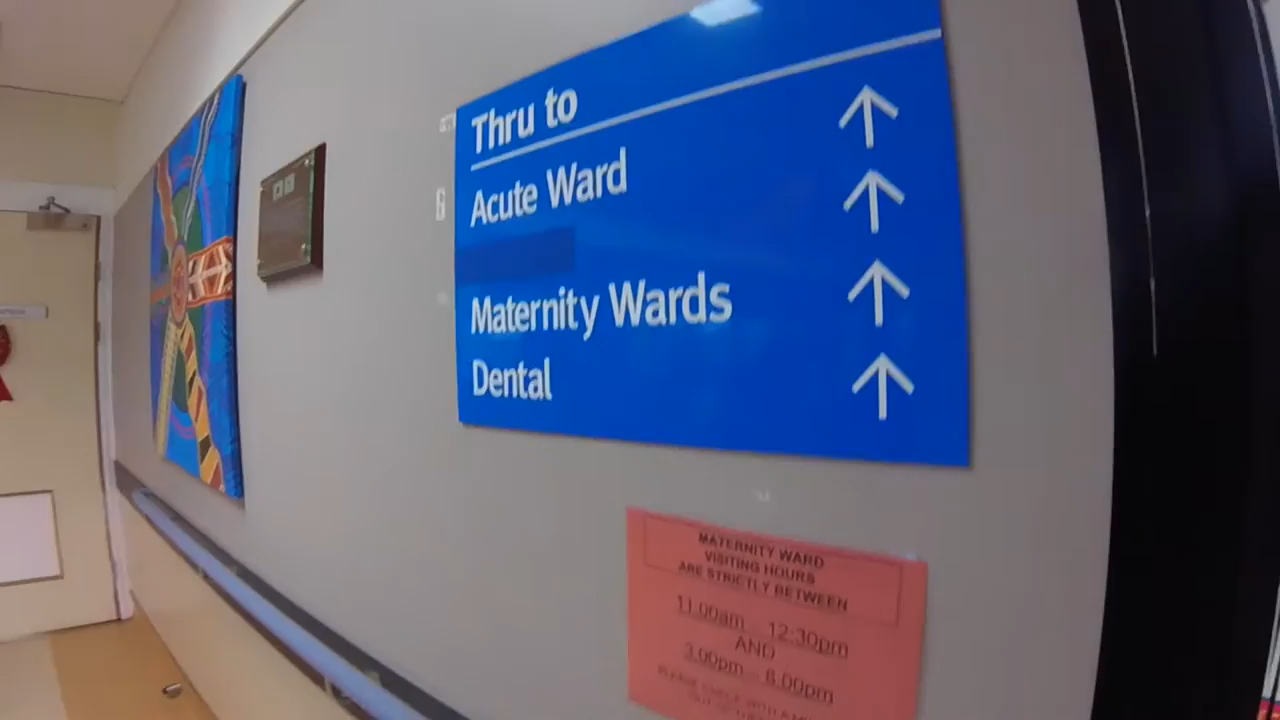 Thru to
Acute Ward
Maternity Wards
Dental
MATERNITY WARD
VISITING HOURS
ARE STRICTLY BETWEEN
11:00am 12:30pm
AND
3:00pm - 8:00pm